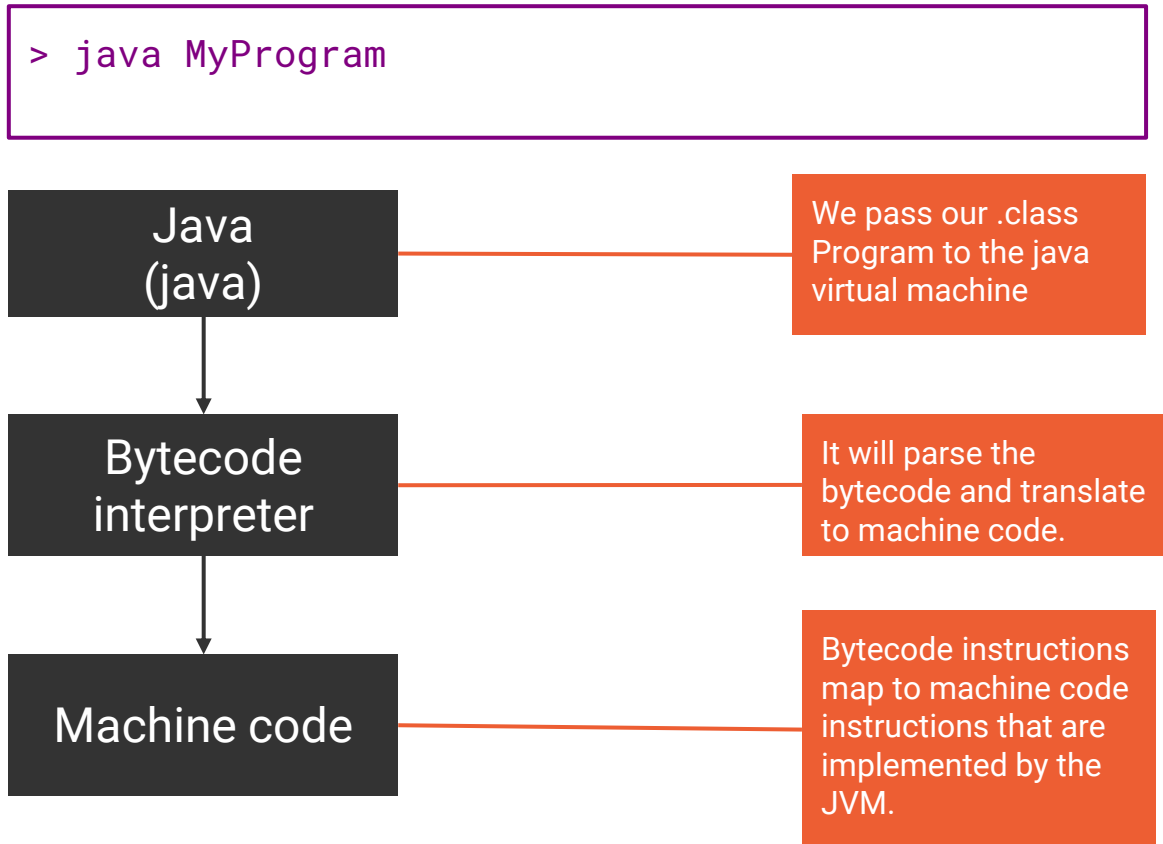 > java MyProgram
Java
(java)
We pass our .class
Program to the java
virtual machine
Bytecode
interpreter
It will parse the
bytecode and translate
to machine code.
Machine code
Bytecode instructions
map to machine code
instructions that are
implemented by the
JVM.